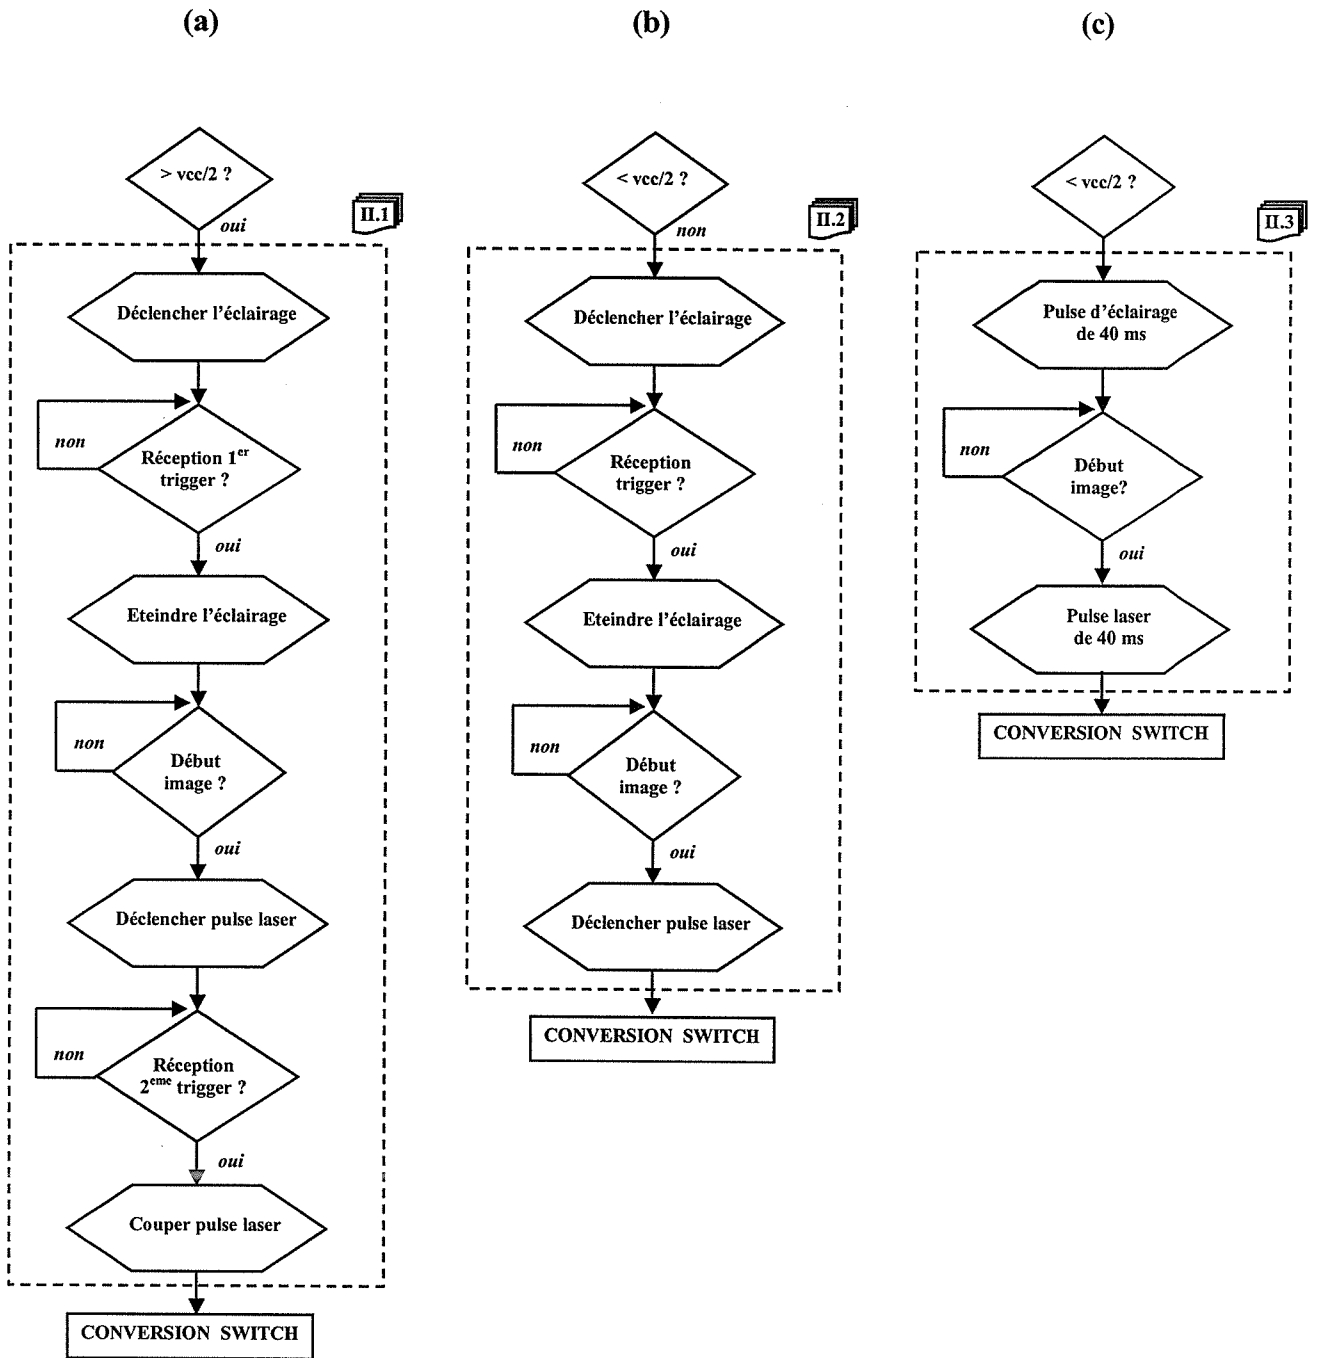 (a)
> vcc/2 ?
oui
II.1
Déclencher l'éclairage
non
Réception 1er
trigger ?
oui
Eteindre l'éclairage
non
Début
image ?
oui
Déclencher pulse laser
non
Réception
2eme trigger ?
oui
Couper pulse laser
CONVERSION SWITCH
(b)
< vcc/2 ?
non
II.2
Déclencher l'éclairage
non
Réception
trigger ?
oui
Eteindre l'éclairage
non
Début
image ?
oui
Déclencher pulse laser
CONVERSION SWITCH
(c)
< vcc/2 ?
II.3
Pulse d'éclairage
de 40 ms
non
Début
image?
oui
Pulse laser
de 40 ms
CONVERSION SWITCH